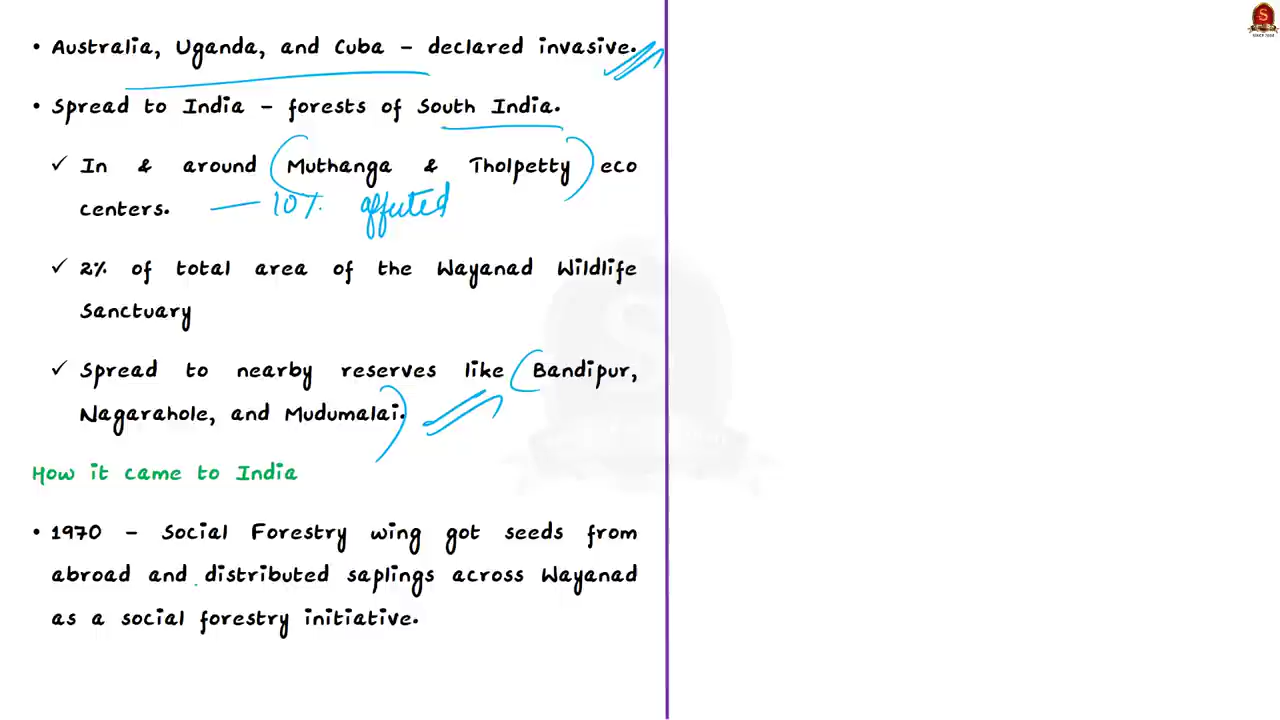 • Australia, Uganda, and Cuba – declared invasive.
• Spread to India – forests of South India.
✓ In & around Muthanga & Tholpetty eco
centers. — 10% affected
✓ 2% of total area of the Wayanad Wildlife
Sanctuary
✓ Spread to nearby reserves like Bandipur,
Nagarahole, and Mudumalai.
How it came to India
• 1970 – Social Forestry wing got seeds from
abroad and distributed saplings across Wayanad
as a social forestry initiative.